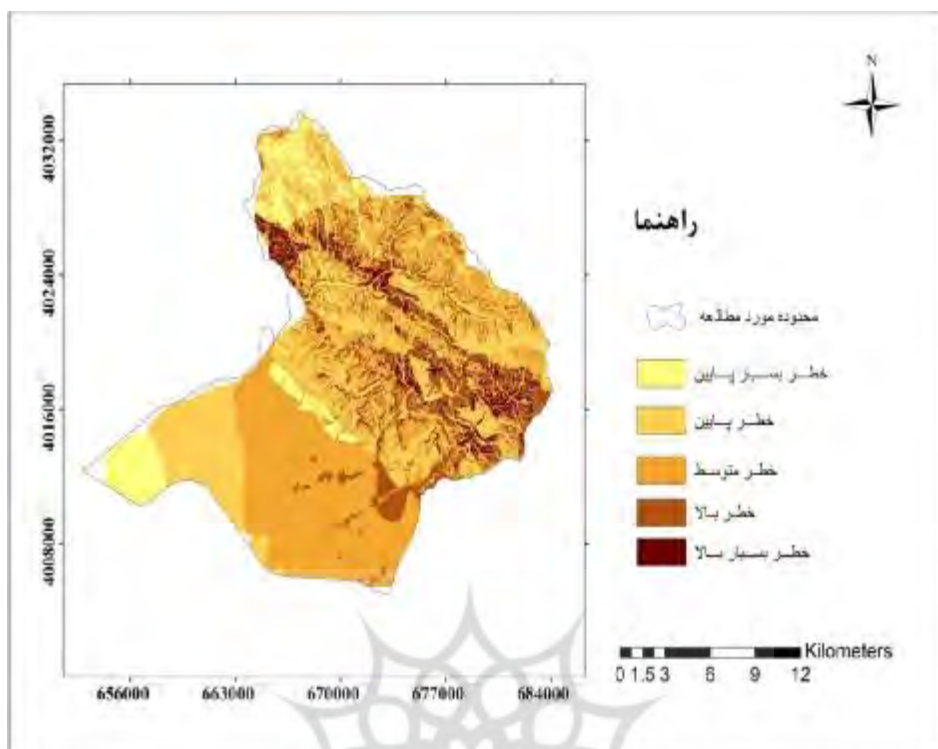 N
4032000
4024000
4016000
4008000
656000 663000 670000 677000 684000
راهنما
محدوده مورد مطالعه
خطر بسیار پایین
خطر پایین
خطر متوسط
خطر بالا
خطر بسیار بالا
Kilometers
0 1.5 3 6 9 12